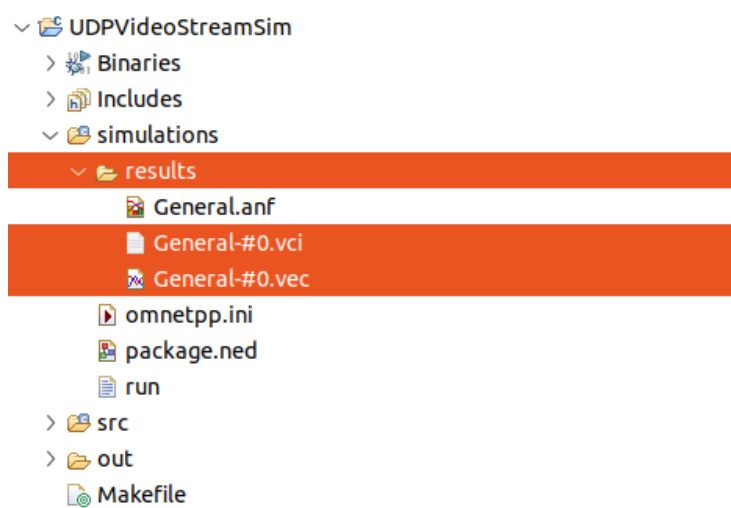 UDPVideoStreamSim
Binaries
Includes
simulations
results
General.anf
General-#0.vci
General-#0.vec
omnetpp.ini
package.ned
run
src
out
Makefile